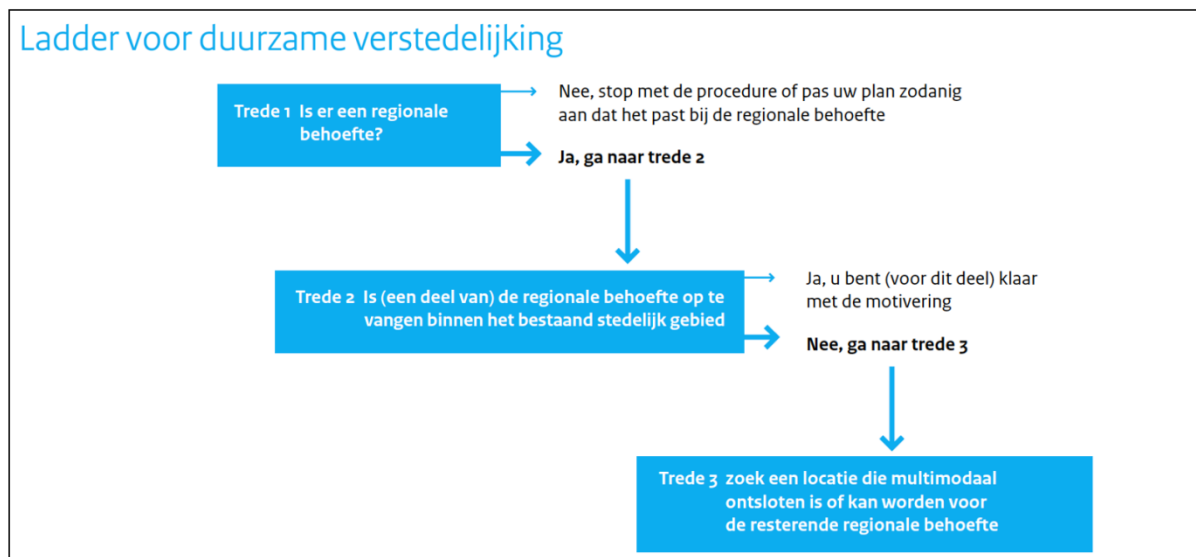 Ladder voor duurzame verstedelijking
Trede 1 Is er een regionale
behoefte?
Nee, stop met de procedure of pas uw plan zodanig
aan dat het past bij de regionale behoefte
Ja, ga naar trede 2
Trede 2 Is (een deel van) de regionale behoefte op te
vangen binnen het bestaand stedelijk gebied
Ja, u bent (voor dit deel) klaar
met de motivering
Nee, ga naar trede 3
Trede 3 zoek een locatie die multimodaal
ontsloten is of kan worden voor
de resterende regionale behoefte